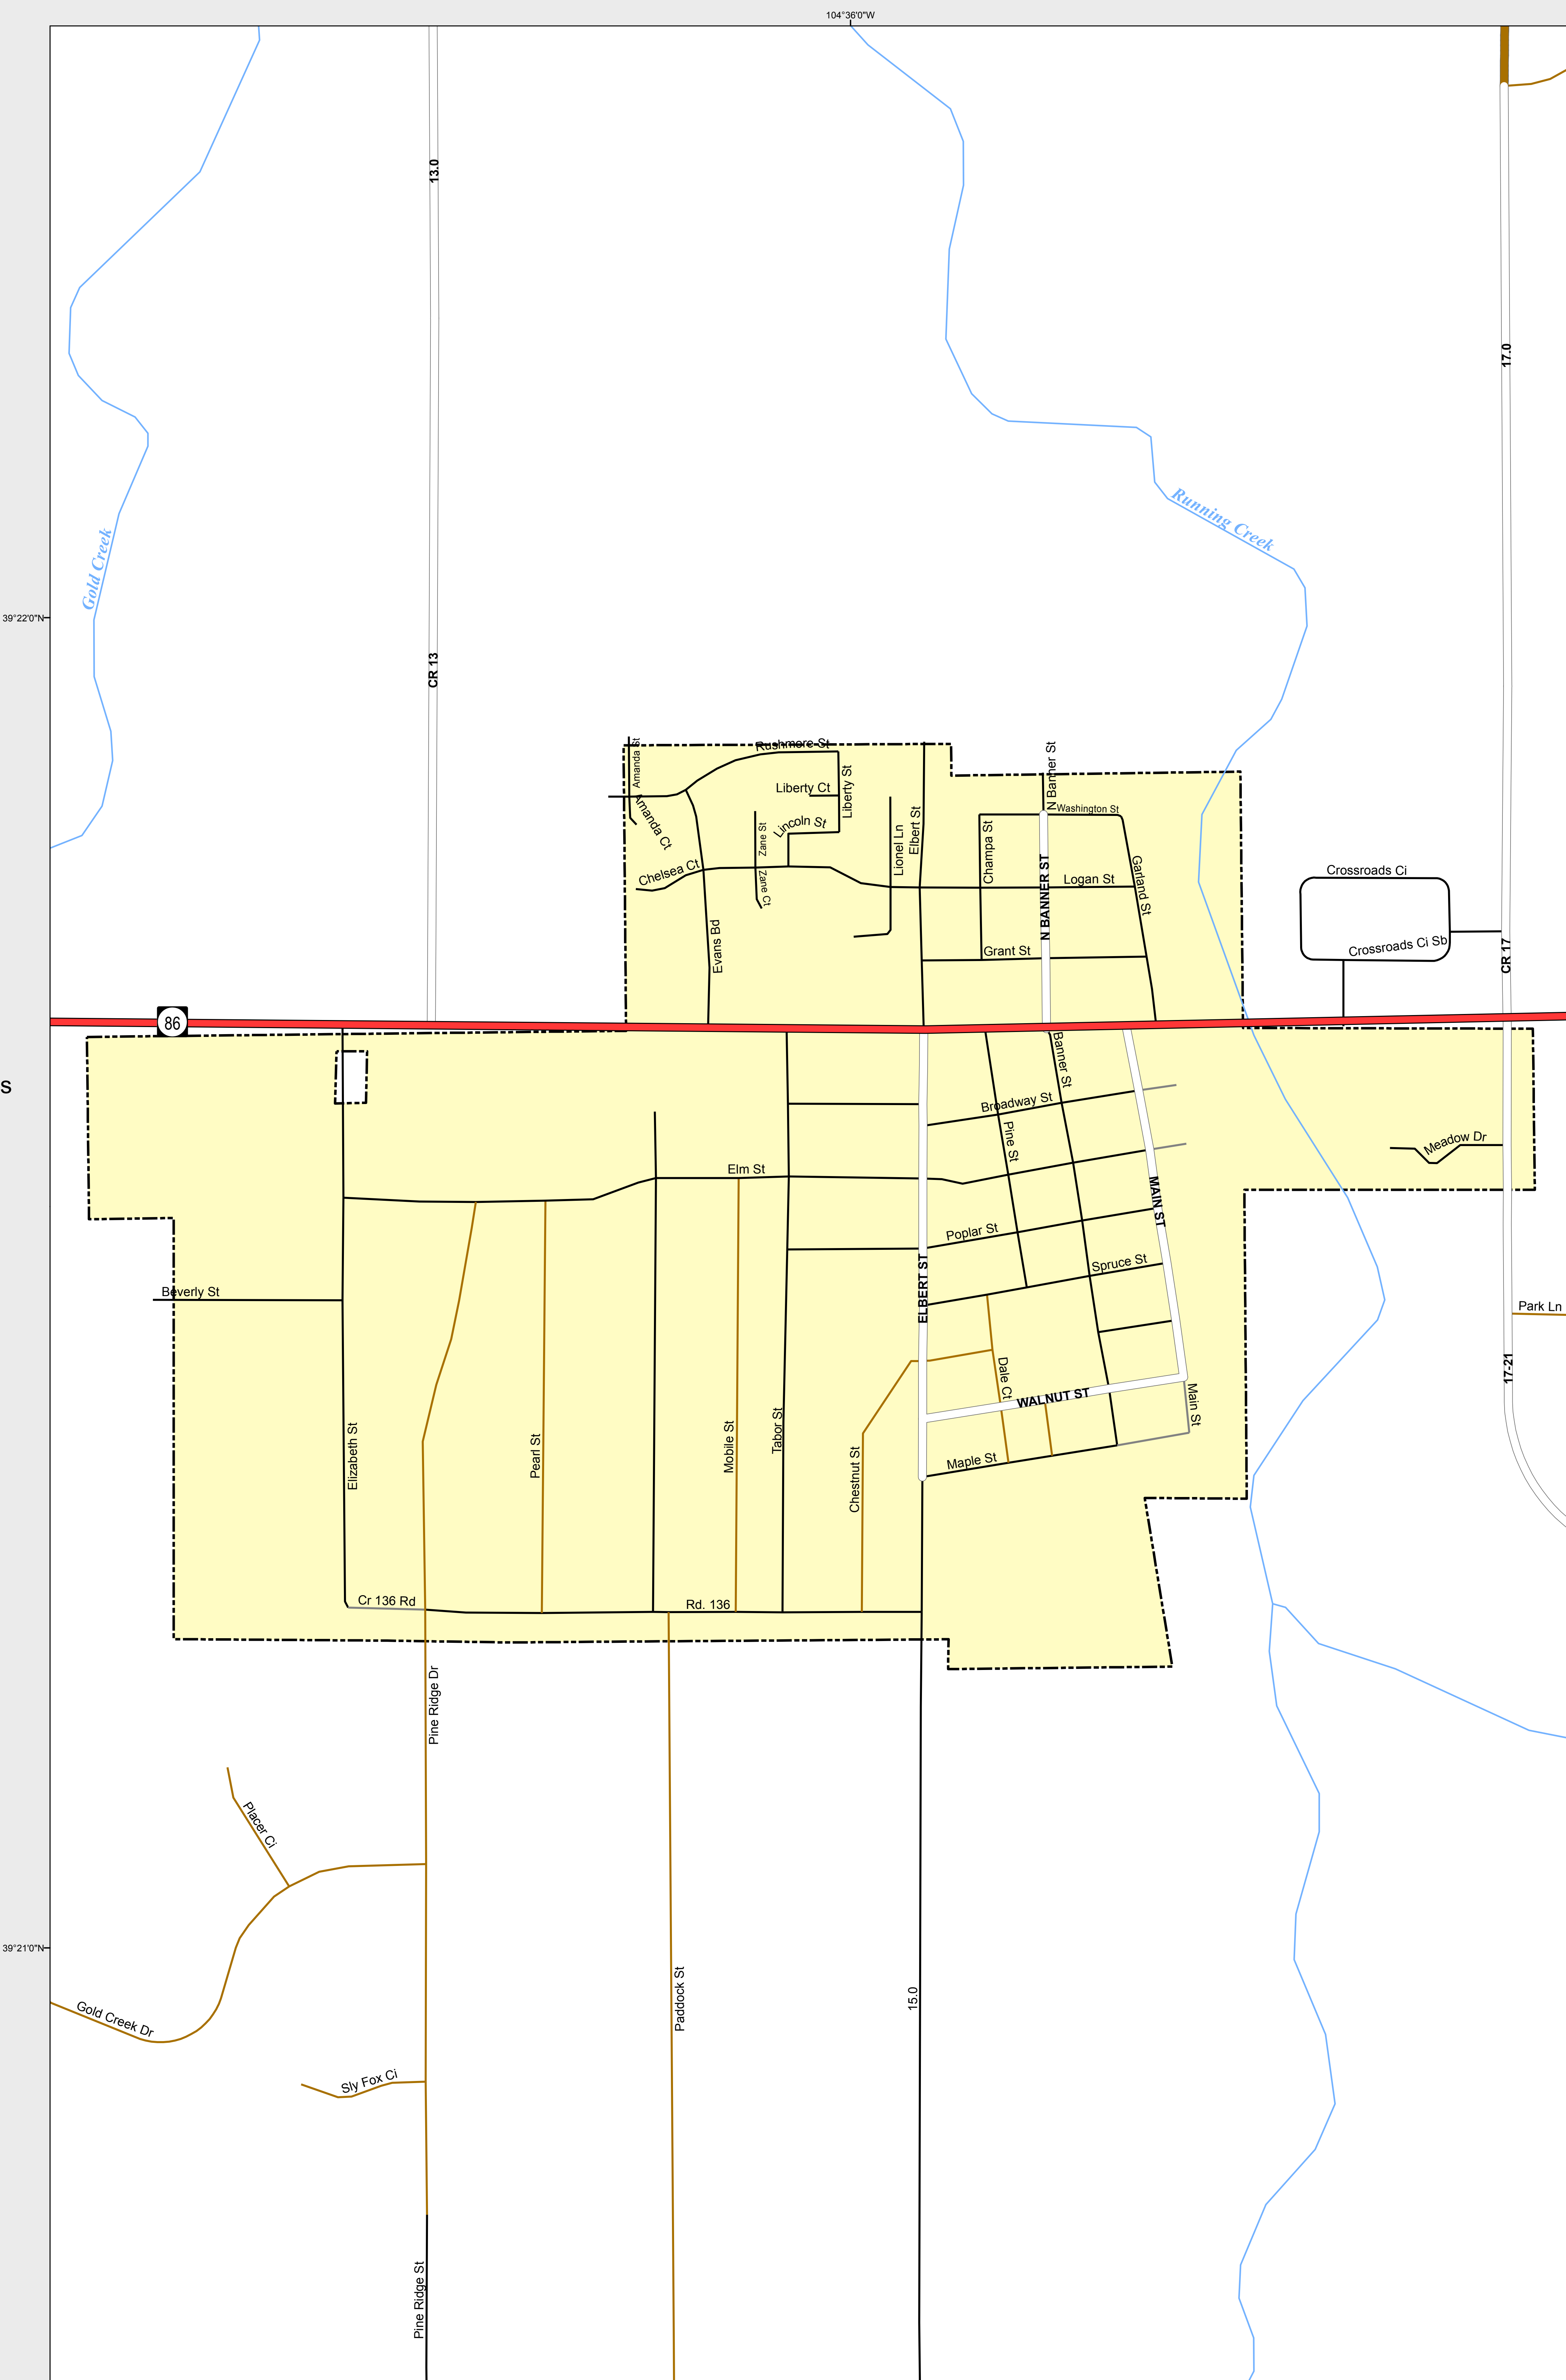 104°36'0"W
13.0
17.0
Running Creek
Gold Creek
39°22'0"N
CR 13
Rushmore St
Amanda St
N Banner St
Liberty Ct
Liberty St
Amanda Ct
Washington St
Lincoln St
Zane St
Elbert St
Lionel Ln
Champa St
Chelsea Ct
Zane Ct
N BANNER ST
Logan St
Garland St
Crossroads Ci
Evans Bd
Grant St
Crossroads Ci Sb
CR 17
86
S
Banner St
Broadway St
Pine St
Meadow Dr
Elm St
MAIN ST
Poplar St
Spruce St
Beverly St
ELBERT ST
Park Ln
17-21
Dale Ct
WALNUT ST
Main St
Elizabeth St
Pearl St
Mobile St
Tabor St
Chestnut St
Maple St
Cr 136 Rd
Rd. 136
Pine Ridge Dr
Placer Ci
39°21'0"N
Paddock St
15.0
Gold Creek Dr
Sly Fox Ci
Pine Ridge St